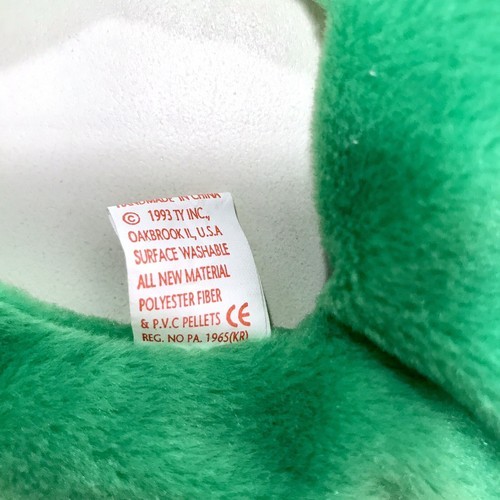 HANDMADE IN CHINA
© 1993 TY INC.,
OAKBROOK IL, U.S.A
SURFACE WASHABLE
ALL NEW MATERIAL
POLYESTER FIBER
& P.V.C PELLETS CE
REG. NO PA. 1965(KR)